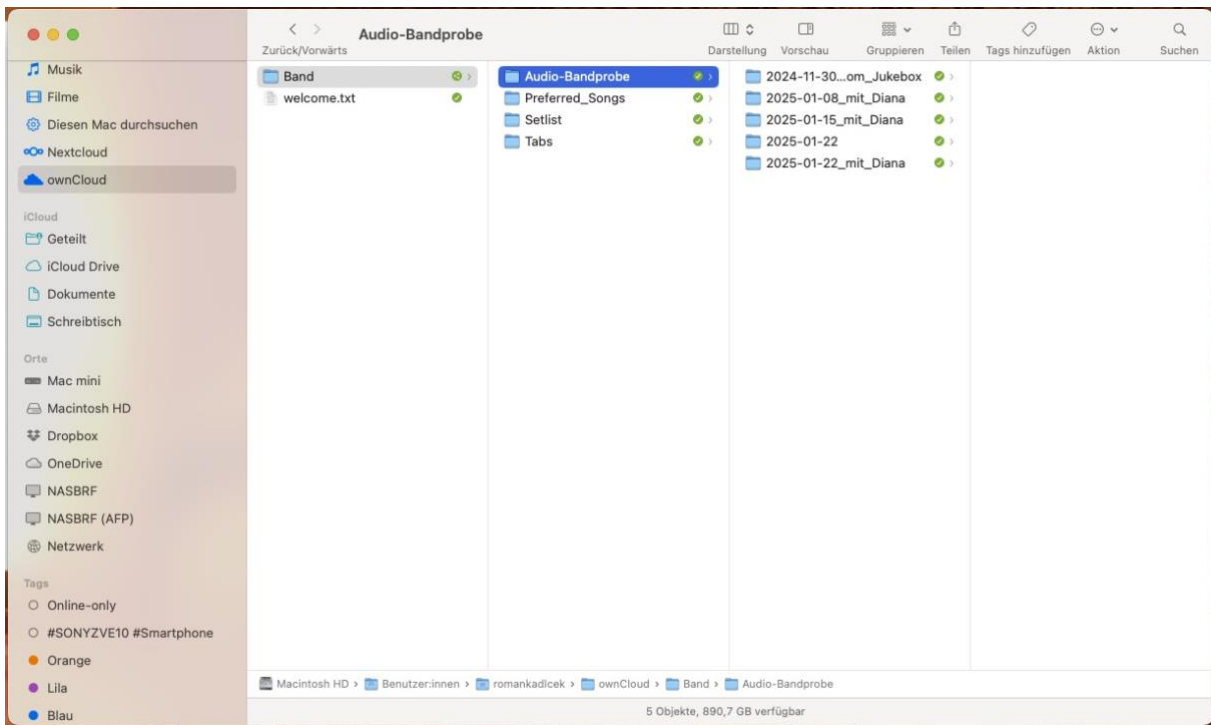 Audio-Bandprobe
Zurück/Vorwärts
Darstellung Vorschau Gruppieren Teilen Tags hinzufügen Aktion Suchen
Musik
Filme
Diesen Mac durchsuchen
Nextcloud
ownCloud
iCloud
Geteilt
iCloud Drive
Dokumente
Schreibtisch
Orte
Mac mini
Macintosh HD
Dropbox
OneDrive
NASBRF
NASBRF (AFP)
Netzwerk
Tags
Online-only
#SONYZVE10 #Smartphone
Orange
Lila
Blau
Band
welcome.txt
Audio-Bandprobe
Preferred_Songs
Setlist
Tabs
2024-11-30...om_Jukebox
2025-01-08_mit_Diana
2025-01-15_mit_Diana
2025-01-22
2025-01-22_mit_Diana
Macintosh HD › Benutzer:innen › romankadlcek › ownCloud › Band › Audio-Bandprobe
5 Objekte, 890,7 GB verfügbar